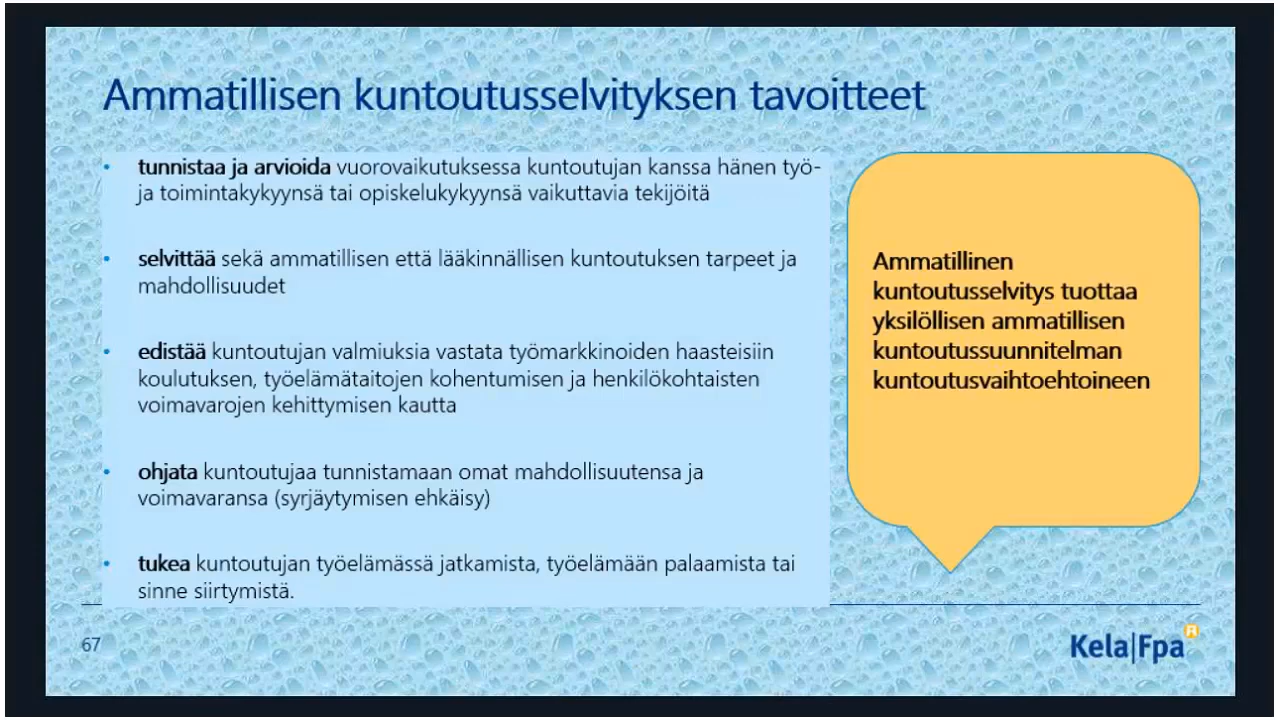 Ammatillisen kuntoutusselvityksen tavoitteet
• tunnistaa ja arvioida vuorovaikutuksessa kuntoutujan kanssa hänen työ-
ja toimintakykyynsä tai opiskelukykyynsä vaikuttavia tekijöitä
• selvittää sekä ammatillisen että lääkinnällisen kuntoutuksen tarpeet ja
mahdollisuudet
• edistää kuntoutujan valmiuksia vastata työmarkkinoiden haasteisiin
koulutuksen, työelämätaitojen kohentumisen ja henkilökohtaisten
voimavarojen kehittymisen kautta
• ohjata kuntoutujaa tunnistamaan omat mahdollisuutensa ja
voimavaransa (syrjäytymisen ehkäisy)
• tukea kuntoutujan työelämässä jatkamista, työelämään palaamista tai
sinne siirtymistä.
Ammatillinen
kuntoutusselvitys tuottaa
yksilöllisen ammatillisen
kuntoutussuunnitelman
kuntoutusvaihtoehtoineen
67
Kela|Fpa